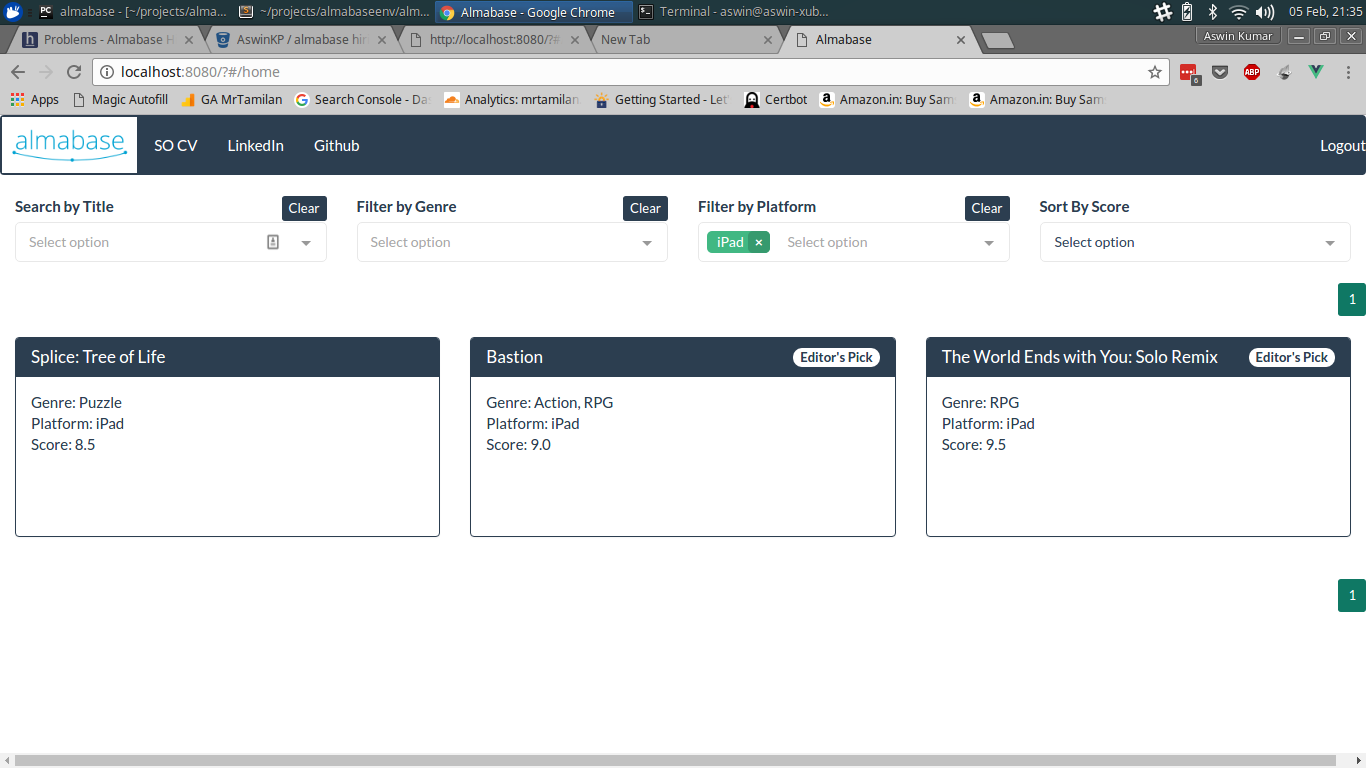 almabase - [~/projects/alma...
~/projects/almabaseenv/alm...
Almabase - Google Chrome
Terminal - aswin@aswin-xub...
05 Feb, 21:35
Problems - Almabase H
AswinKP / almabase hiri
http://localhost:8080/?#
New Tab
Almabase
Aswin Kumar
localhost:8080/?#/home
6
ABP
Apps
Magic Autofill
GA MrTamilan
Search Console - Da
Analytics: mrtamilan.
Getting Started - Let'
Certbot
Amazon.in: Buy Sam
Amazon.in: Buy Sam
almabase
SO CV
LinkedIn
Github
Logout
Search by Title
Clear
Filter by Genre
Clear
Filter by Platform
Clear
Sort By Score
Select option
Select option
iPad ×
Select option
Select option
1
Splice: Tree of Life
Genre: Puzzle
Platform: iPad
Score: 8.5
Bastion
Editor's Pick
Genre: Action, RPG
Platform: iPad
Score: 9.0
The World Ends with You: Solo Remix
Editor's Pick
Genre: RPG
Platform: iPad
Score: 9.5
1